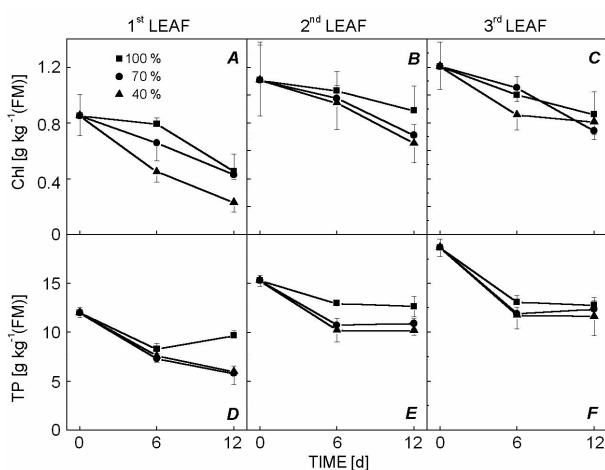 1st LEAF 2nd LEAF 3rd LEAF
A B C
100 %
70 %
40 %
Chl [g kg-1(FM)]
1.2
0.8
0.4
0
TP [g kg-1(FM)]
15
10
5
0
D E F
0 6 12 0 6 12 0 6 12
TIME [d]